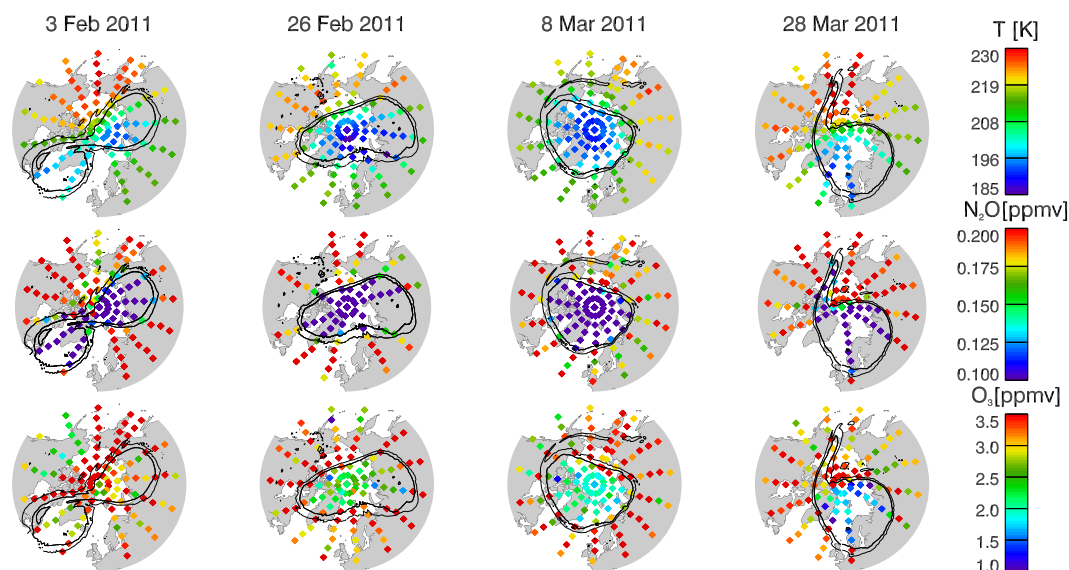 3 Feb 2011
26 Feb 2011
8 Mar 2011
28 Mar 2011
T [K]
230
219
208
196
185
N₂O[ppmv]
0.200
0.175
0.150
0.125
0.100
O₃[ppmv]
3.5
3.0
2.5
2.0
1.5
1.0